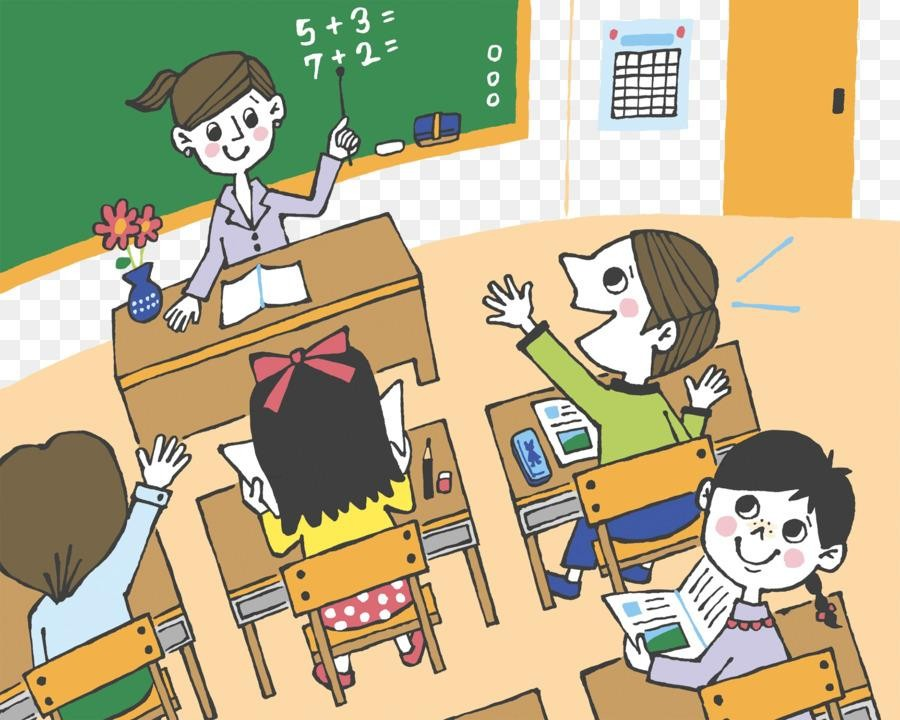 5 + 3 =
7 + 2 =